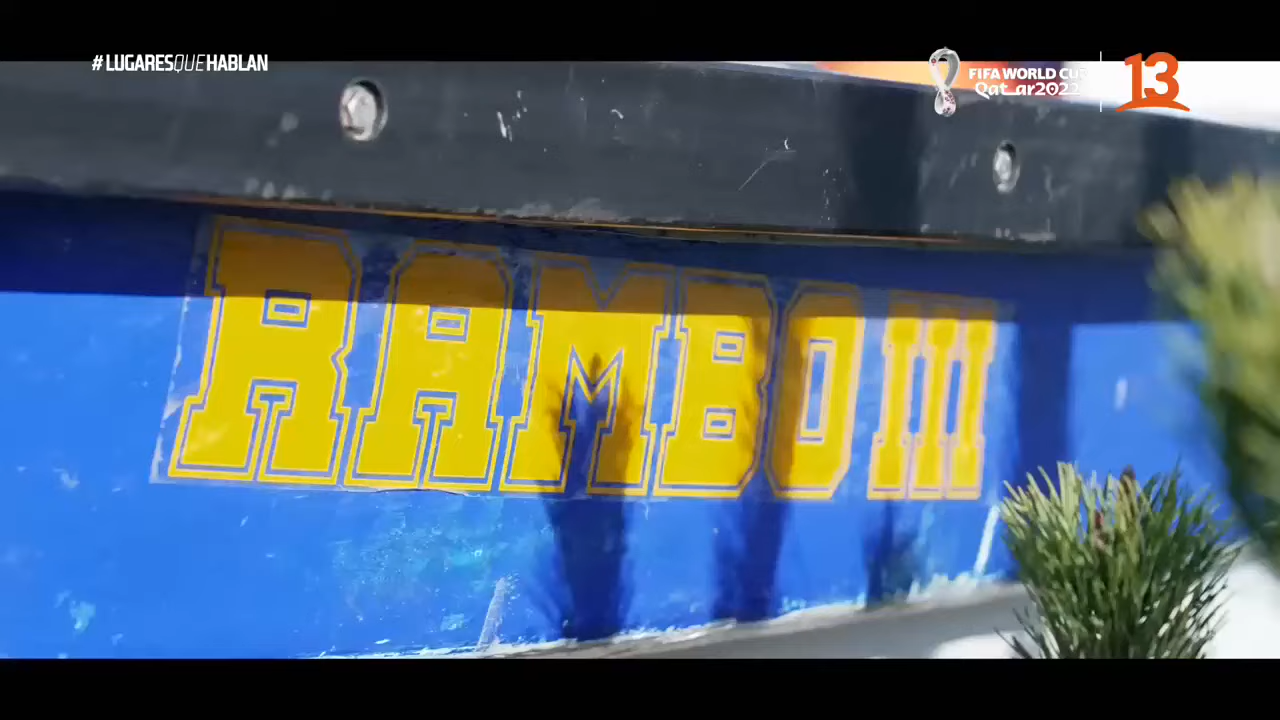 #LUGARESQUEHABLAN
FIFA WORLD CUP
Qatar2022
13
RAMBO III